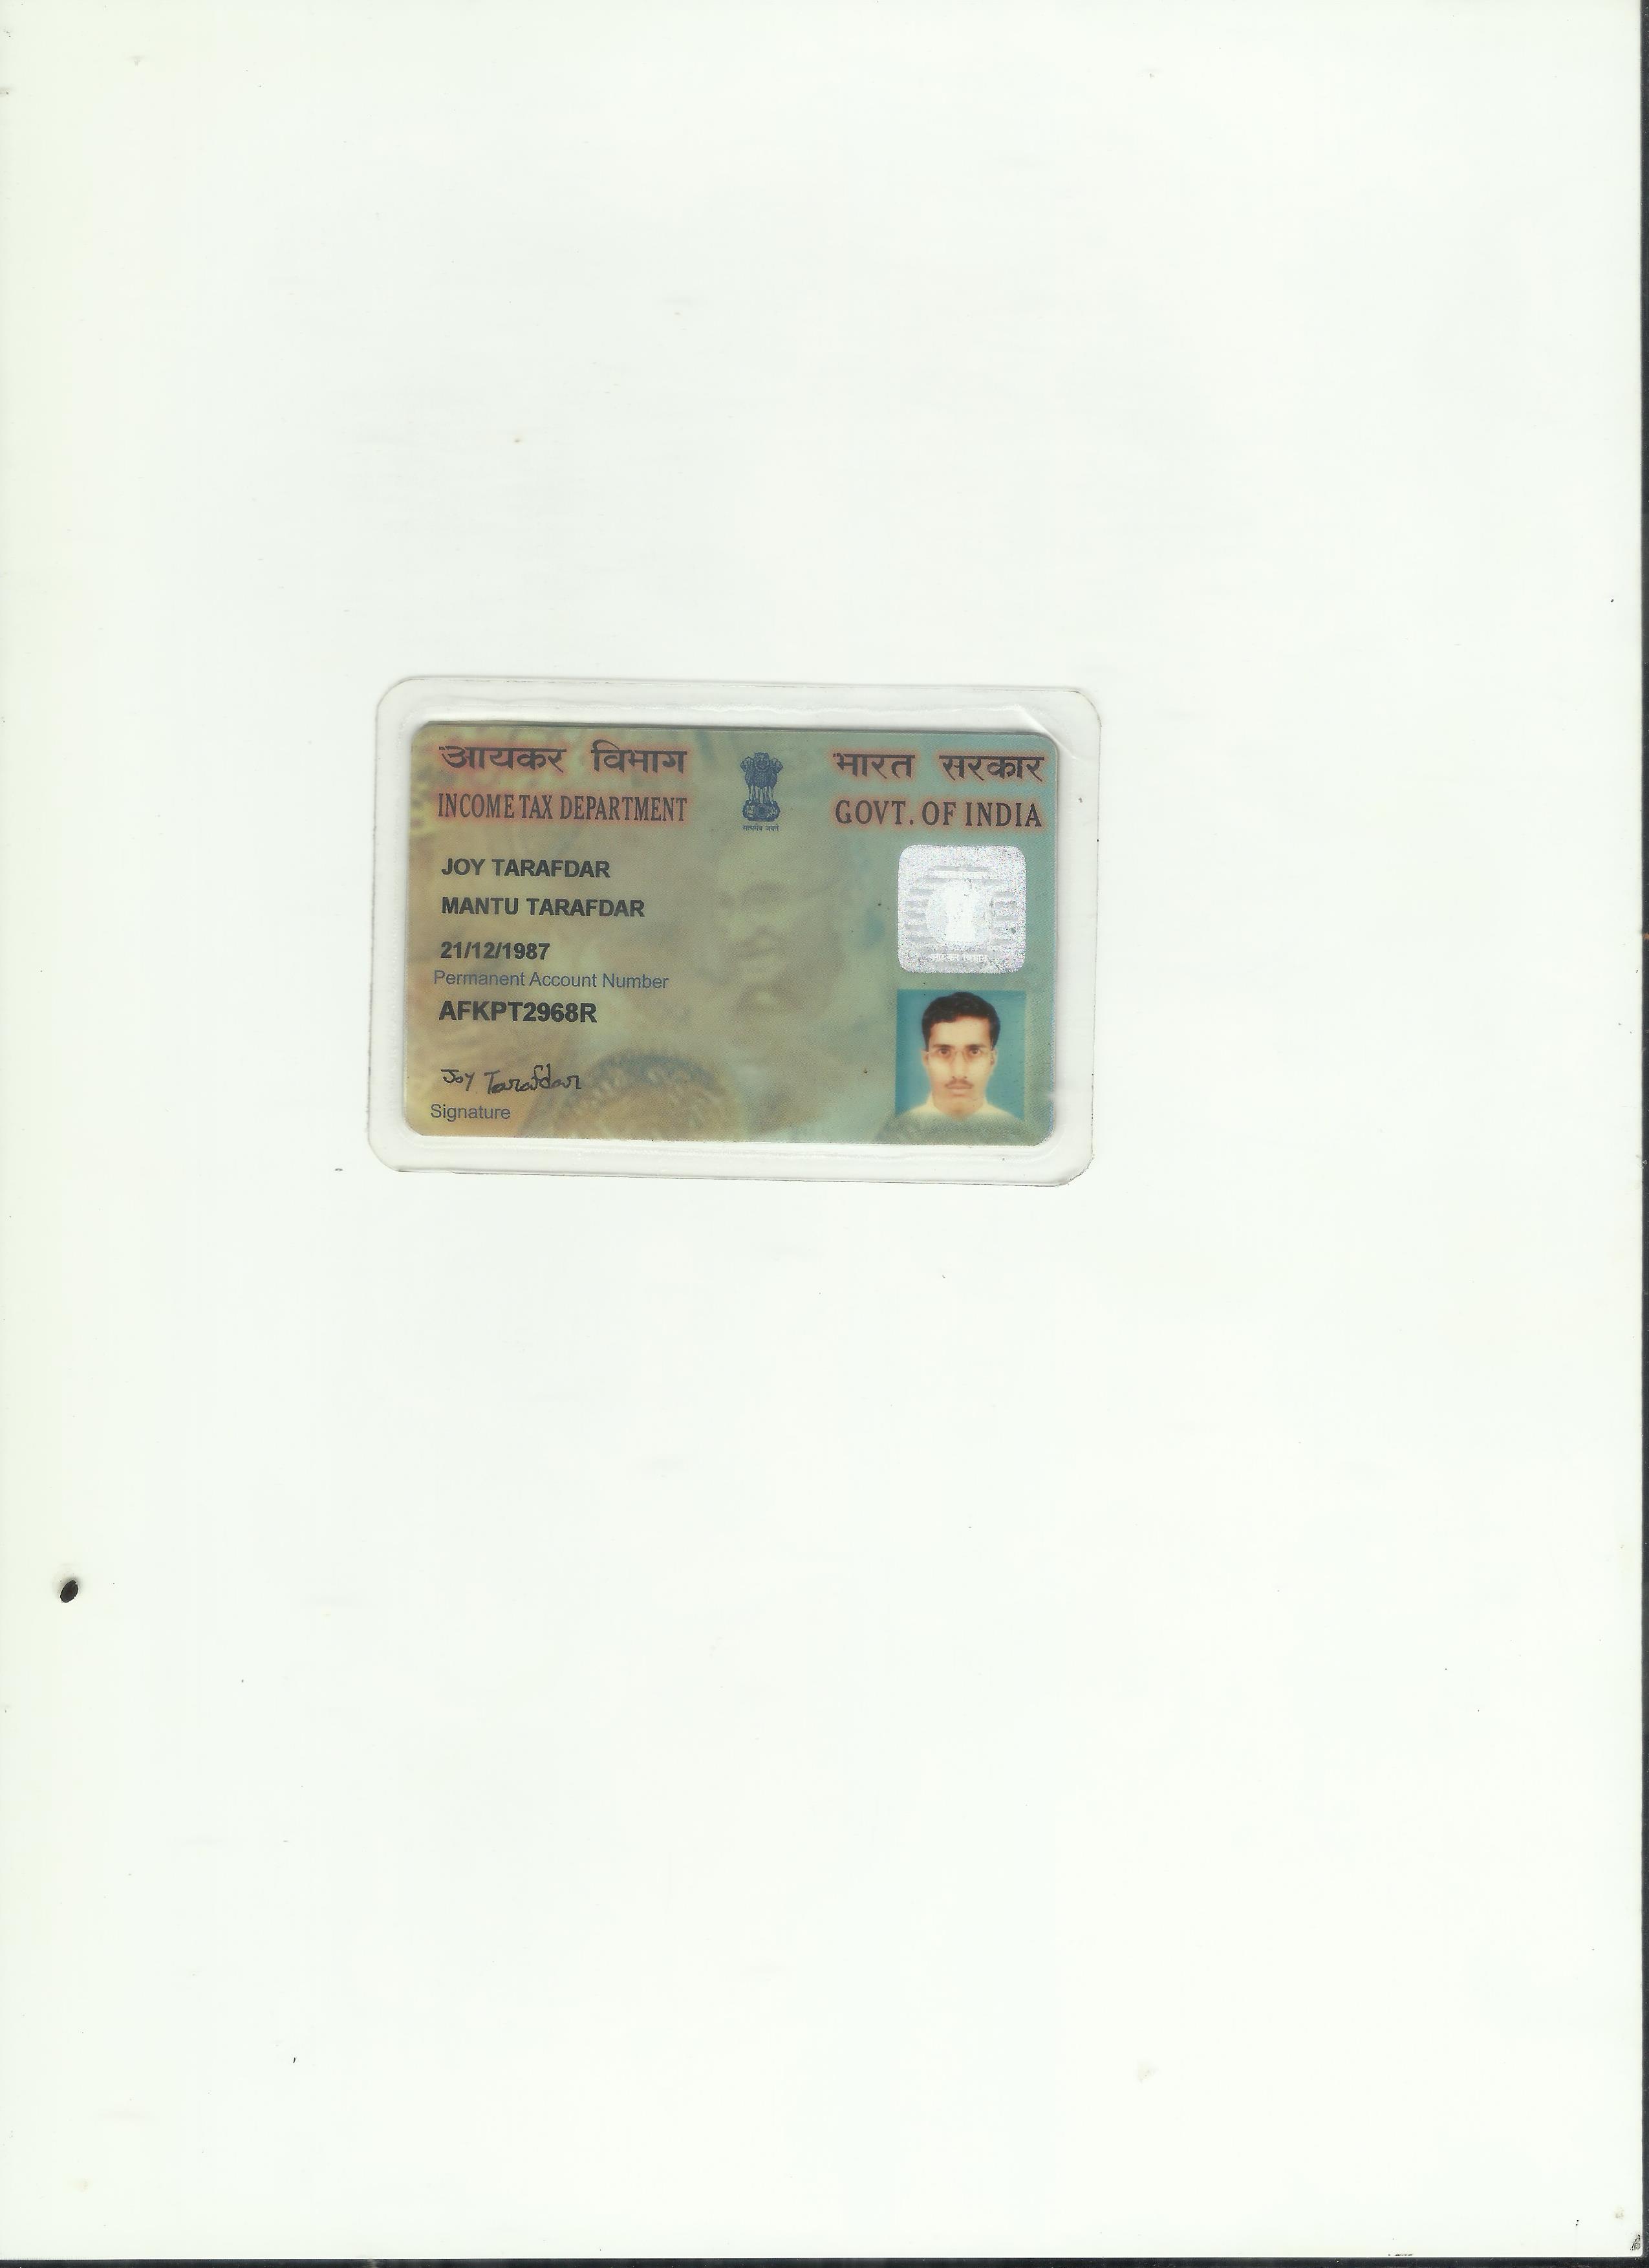 आयकर विभाग
INCOME TAX DEPARTMENT
सत्यमेव जयते
भारत सरकार
GOVT. OF INDIA
JOY TARAFDAR
MANTU TARAFDAR
21/12/1987
Permanent Account Number
AFKPT2968R
Joy Tarafdar
Signature